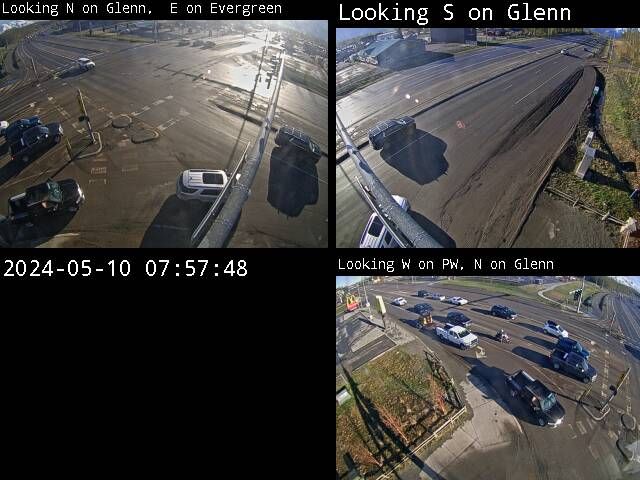 Looking N on Glenn,  E on Evergreen
Looking S on Glenn
2024-05-10 07:57:48
Looking W on PW, N on Glenn